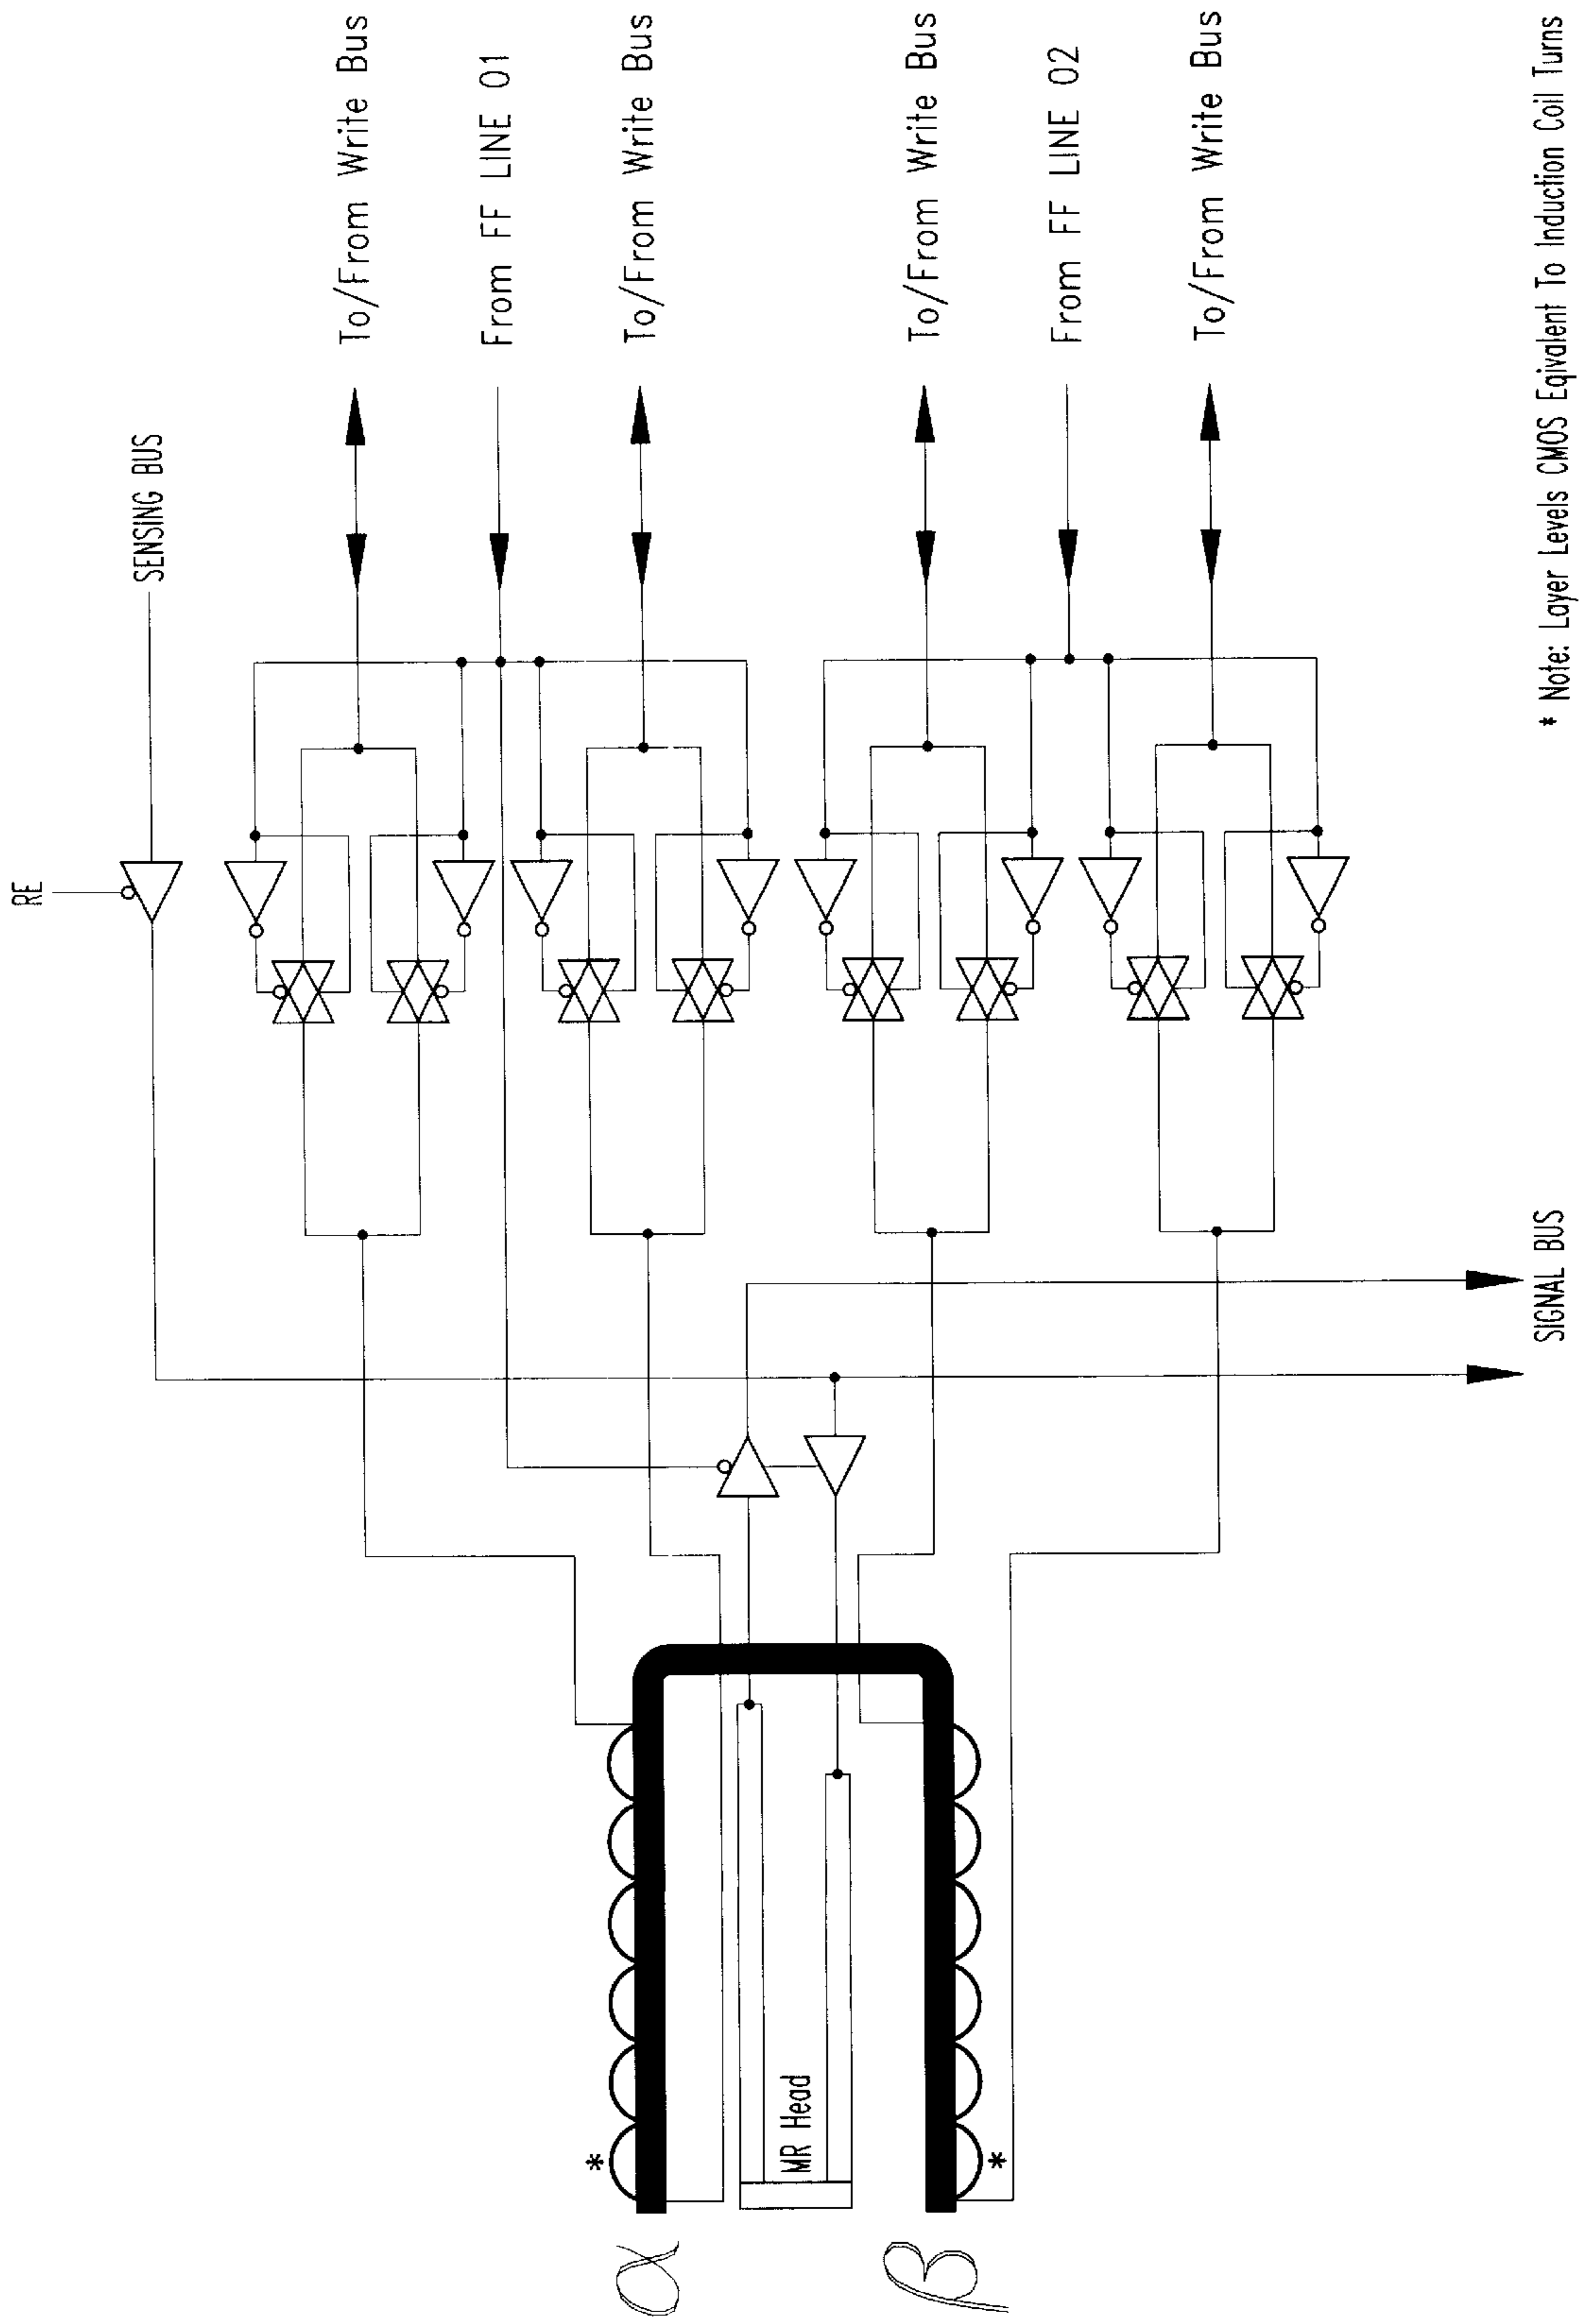 RE
SENSING BUS
To/From Write Bus
From FF LINE 01
To/From Write Bus
To/From Write Bus
From FF LINE 02
To/From Write Bus
SIGNAL BUS
MR Head
*
*
α
β
* Note: Layer Levels CMOS Eqivalent To Induction Coil Turns